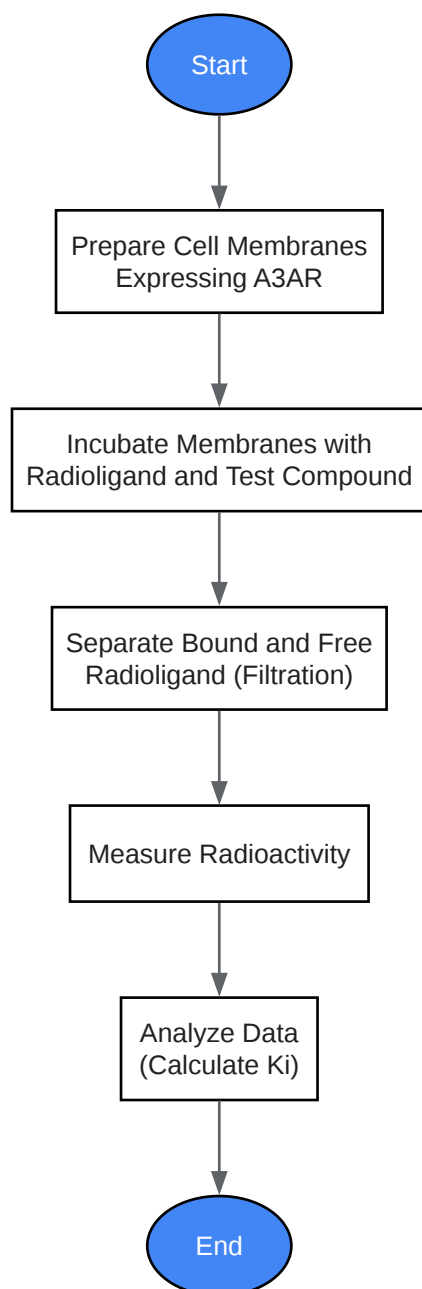 Start
Prepare Cell Membranes
Expressing A3AR
Incubate Membranes with
Radioligand and Test Compound
Separate Bound and Free
Radioligand (Filtration)
Measure Radioactivity
Analyze Data
(Calculate Ki)
End